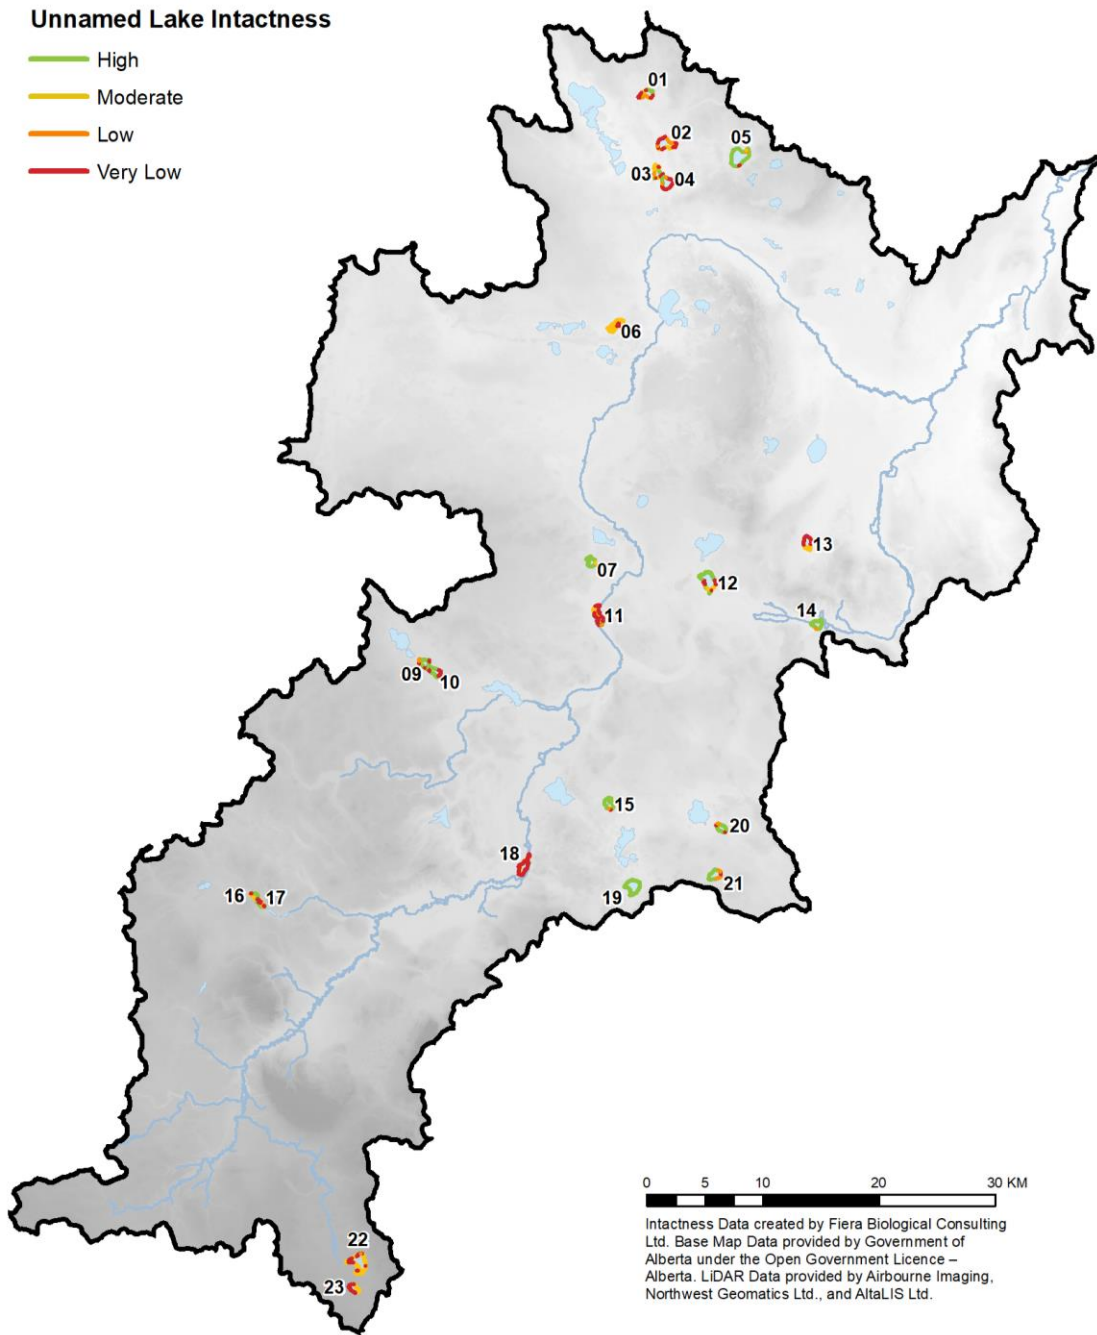 Unnamed Lake Intactness
High
Moderate
Low
Very Low
01
02
05
03
04
06
13
07
12
11
14
09
10
15
20
18
21
19
16
17
22
23
0 5 10 20 30 KM
Intactness Data created by Fiera Biological Consulting
Ltd. Base Map Data provided by Government of
Alberta under the Open Government Licence –
Alberta. LiDAR Data provided by Airbourne Imaging,
Northwest Geomatics Ltd., and AltaLIS Ltd.